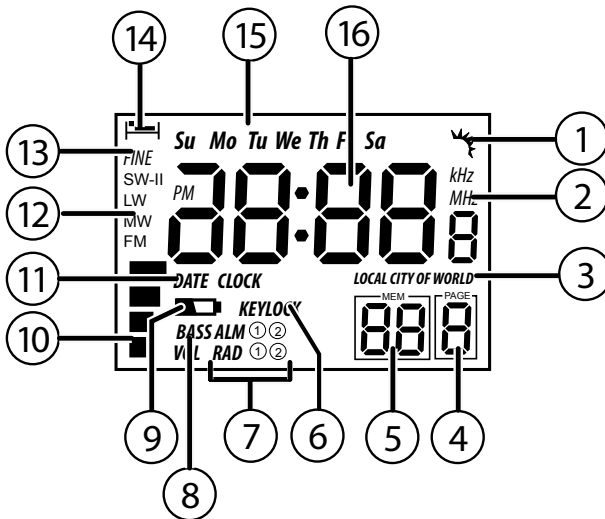 14
15
16
13
12
11
10
9
8
7
6
5
4
3
2
1
Su Mo Tu We Th Fr Sa
FINE
SW-II
LW
MW
FM
PM
28:88
8
kHz
MHz
DATE CLOCK
LOCAL CITY OF WORLD
KEYLOCK
BASS ALM ① ②
VOL RAD ① ②
MEM
88
PAGE
A